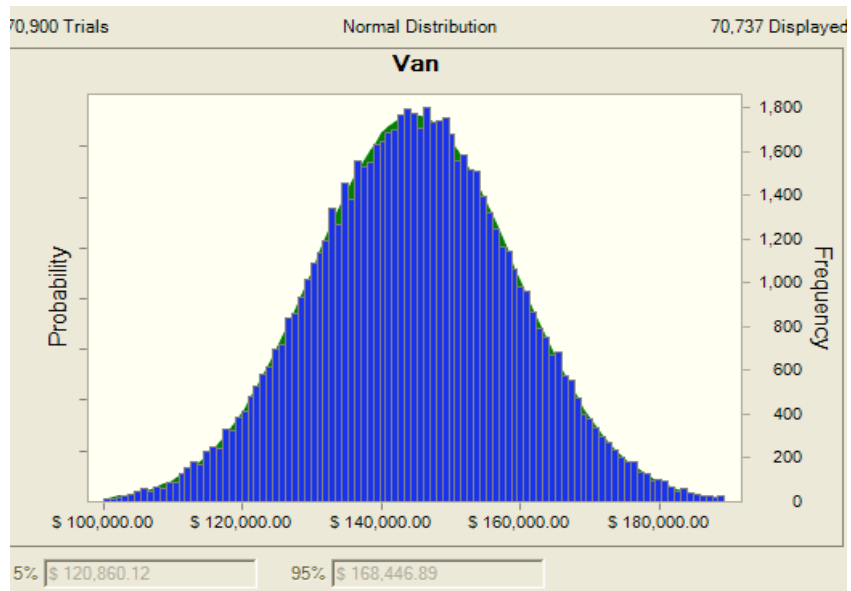 70,900 Trials Normal Distribution 70,737 Displayed
Van
Probability
Frequency
1,800
1,600
1,400
1,200
1,000
800
600
400
200
0
$ 100,000.00 $ 120,000.00 $ 140,000.00 $ 160,000.00 $ 180,000.00
5% $ 120,860.12 95% $ 168,446.89